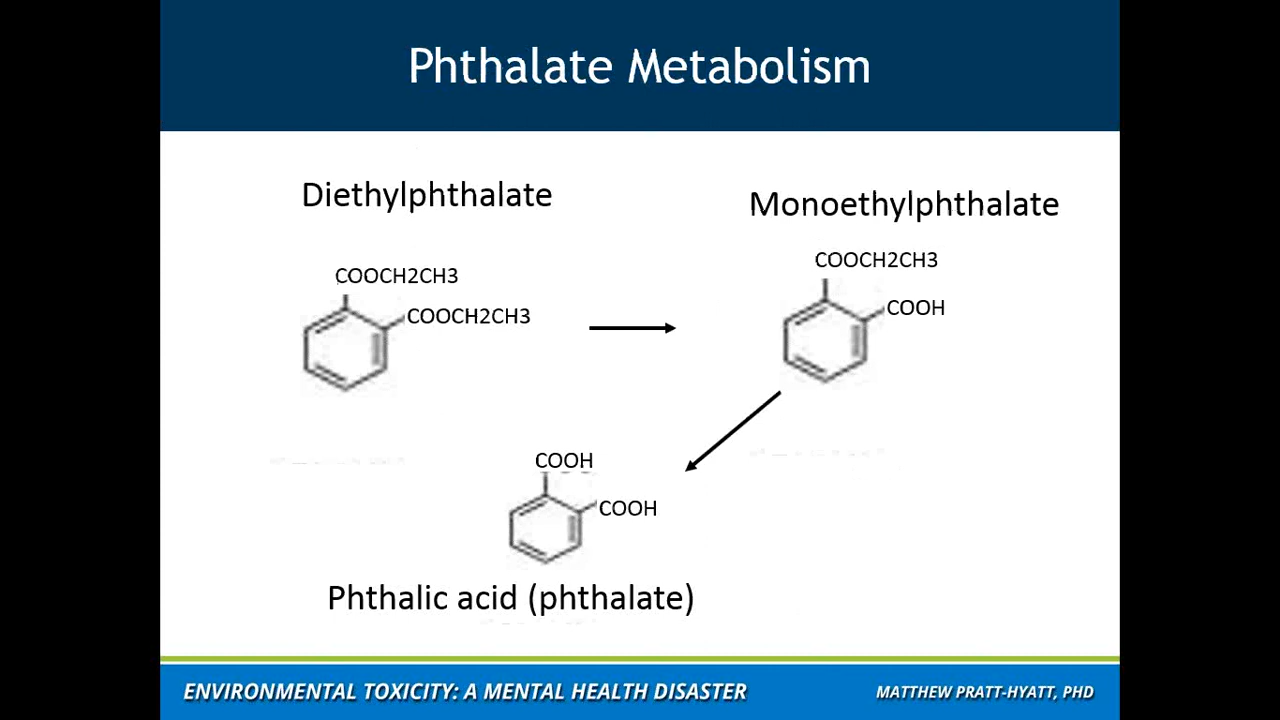 Phthalate Metabolism
Diethylphthalate
Monoethylphthalate
COOCH2CH3
COOCH2CH3
COOCH2CH3
COOH
COOH
COOH
Phthalic acid (phthalate)
ENVIRONMENTAL TOXICITY: A MENTAL HEALTH DISASTER
MATTHEW PRATT-HYATT, PHD